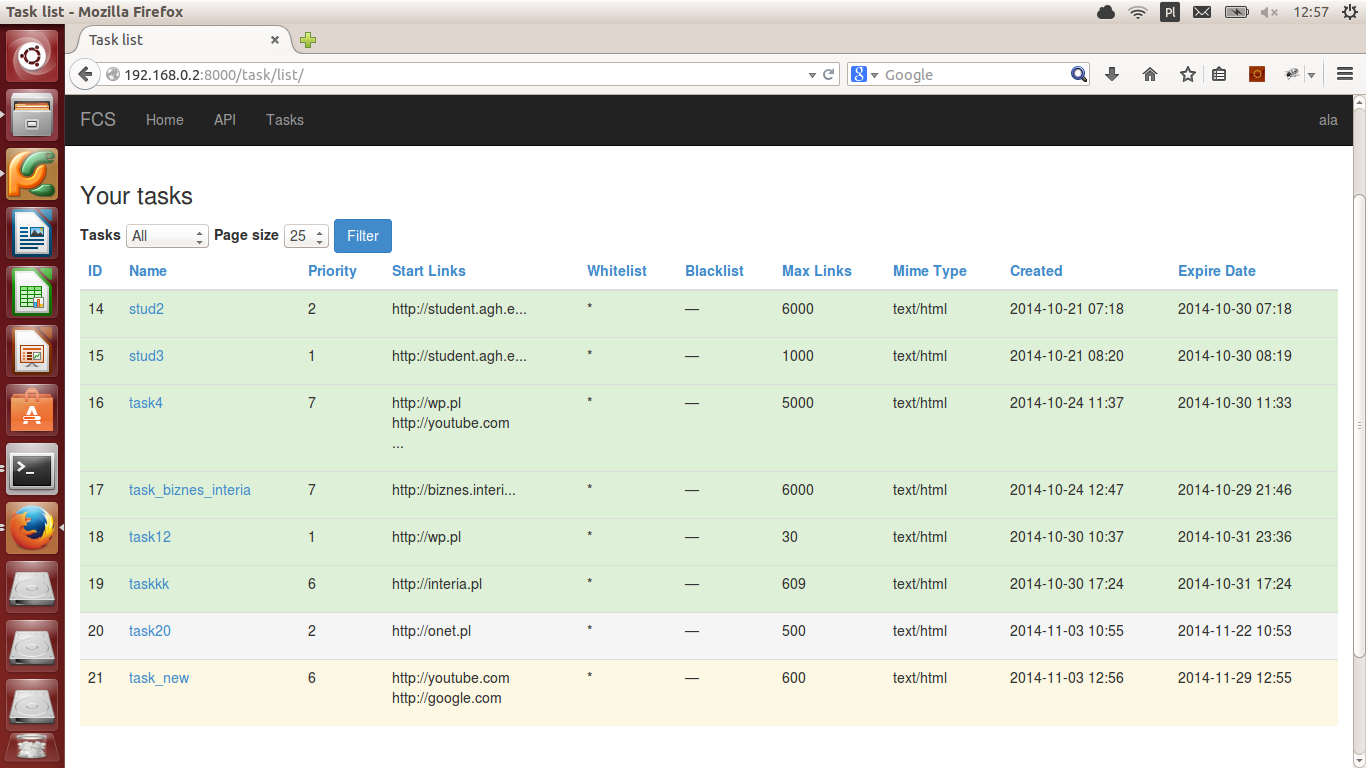 Task list - Mozilla Firefox
Pl
12:57
Task list
192.168.0.2:8000/task/list/
Google
FCS Home API Tasks ala
Your tasks
Tasks All Page size 25 Filter
ID Name Priority Start Links Whitelist Blacklist Max Links Mime Type Created Expire Date
14 stud2 2 http://student.agh.e... * — 6000 text/html 2014-10-21 07:18 2014-10-30 07:18
15 stud3 1 http://student.agh.e... * — 1000 text/html 2014-10-21 08:20 2014-10-30 08:19
16 task4 7 http://wp.pl * — 5000 text/html 2014-10-24 11:37 2014-10-30 11:33
http://youtube.com
...
17 task_biznes_interia 7 http://biznes.interi... * — 6000 text/html 2014-10-24 12:47 2014-10-29 21:46
18 task12 1 http://wp.pl * — 30 text/html 2014-10-30 10:37 2014-10-31 23:36
19 taskkk 6 http://interia.pl * — 609 text/html 2014-10-30 17:24 2014-10-31 17:24
20 task20 2 http://onet.pl * — 500 text/html 2014-11-03 10:55 2014-11-22 10:53
21 task_new 6 http://youtube.com * — 600 text/html 2014-11-03 12:56 2014-11-29 12:55
http://google.com